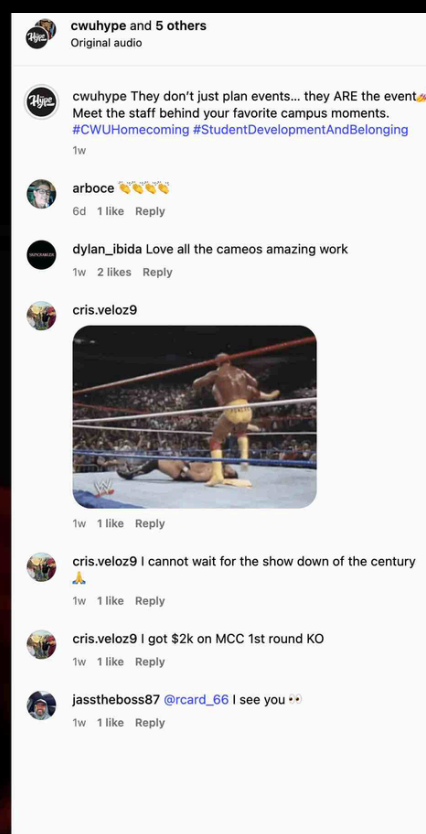 cwuhype and 5 others
Original audio
cwuhype They don't just plan events... they ARE the event💅
Meet the staff behind your favorite campus moments.
#CWUHomecoming #StudentDevelopmentAndBelonging
1w
arboce 👏👏👏👏
6d 1 like Reply
dylan_ibida Love all the cameos amazing work
1w 2 likes Reply
cris.veloz9
W
1w 1 like Reply
cris.veloz9 I cannot wait for the show down of the century
🙏
1w 1 like Reply
cris.veloz9 I got $2k on MCC 1st round KO
1w 1 like Reply
jasstheboss87 @rcard_66 I see you 👀
1w 1 like Reply